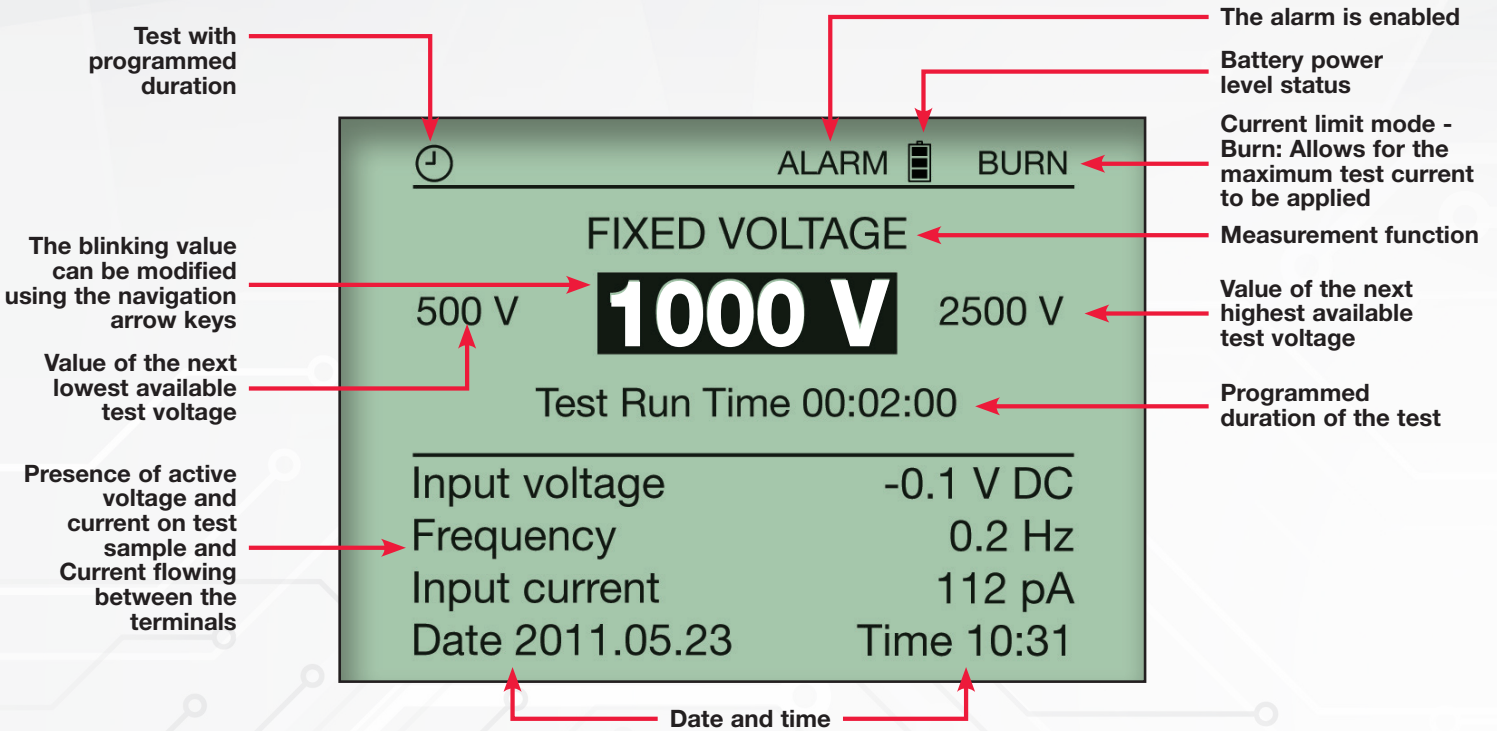 Test with
programmed
duration
The blinking value
can be modified
using the navigation
arrow keys
Value of the next
lowest available
test voltage
Presence of active
voltage and
current on test
sample and
Current flowing
between the
terminals
ALARM BURN
FIXED VOLTAGE
500 V 1000 V 2500 V
Test Run Time 00:02:00
Input voltage -0.1 V DC
Frequency 0.2 Hz
Input current 112 pA
Date 2011.05.23 Time 10:31
The alarm is enabled
Battery power
level status
Current limit mode -
Burn: Allows for the
maximum test current
to be applied
Measurement function
Value of the next
highest available
test voltage
Programmed
duration of the test
Date and time